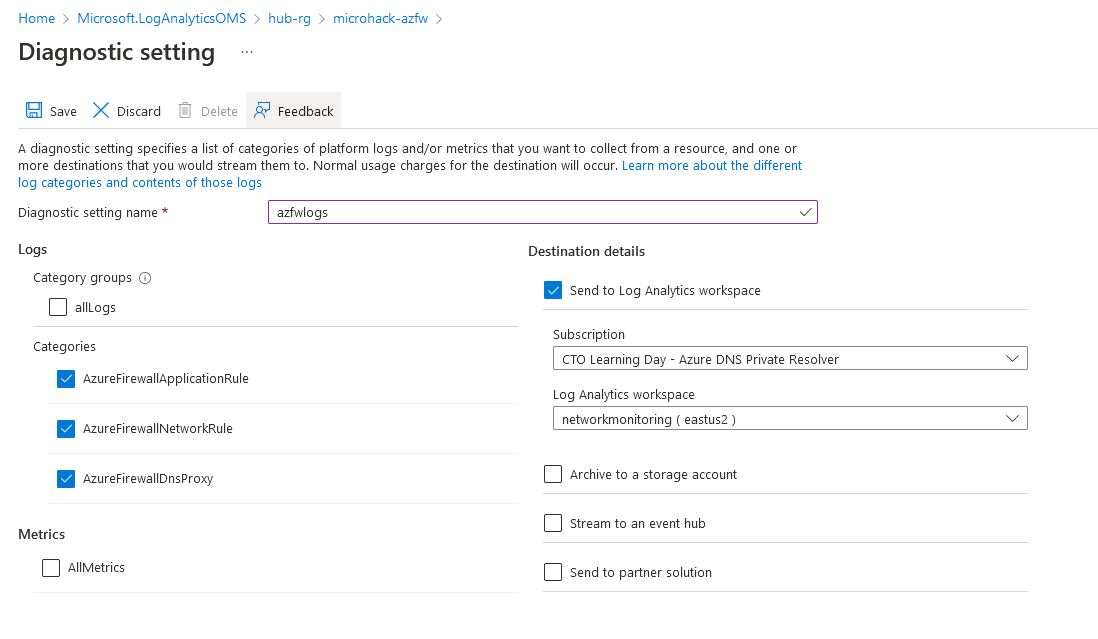 Home > Microsoft.LogAnalyticsOMS > hub-rg > microhack-azfw >
Diagnostic setting ...
Save Discard Delete Feedback
A diagnostic setting specifies a list of categories of platform logs and/or metrics that you want to collect from a resource, and one or
more destinations that you would stream them to. Normal usage charges for the destination will occur. Learn more about the different
log categories and contents of those logs
Diagnostic setting name * azfwlogs
Logs
Category groups
allLogs
Categories
AzureFirewallApplicationRule
AzureFirewallNetworkRule
AzureFirewallDnsProxy
Metrics
AllMetrics
Destination details
Send to Log Analytics workspace
Subscription
CTO Learning Day - Azure DNS Private Resolver
Log Analytics workspace
networkmonitoring ( eastus2 )
Archive to a storage account
Stream to an event hub
Send to partner solution